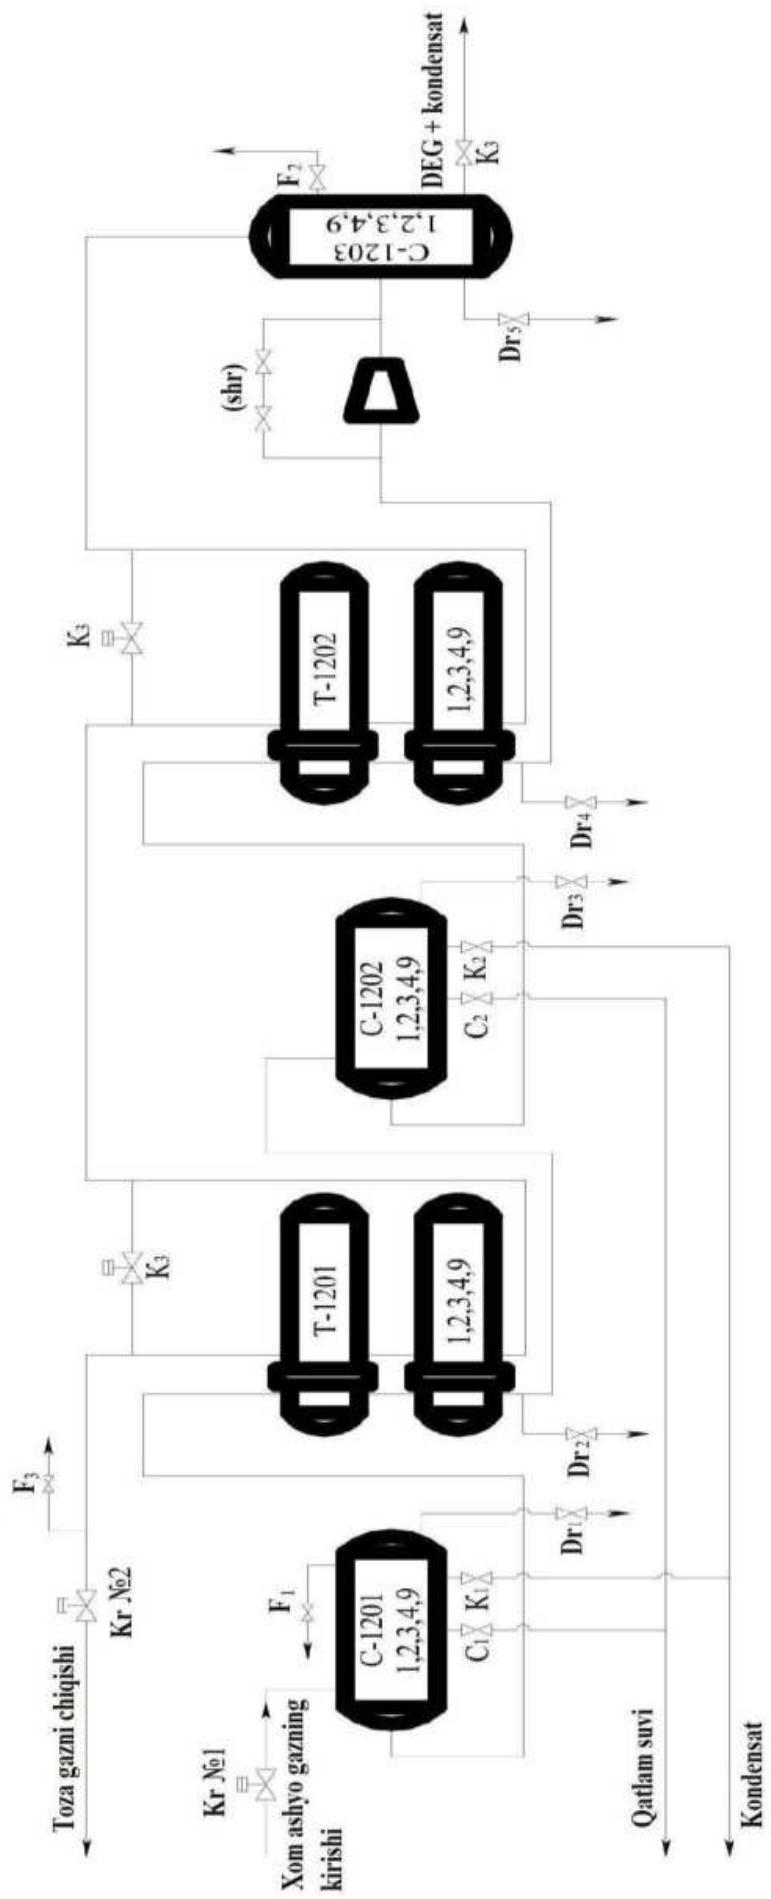 Toza gazni chiqishi
Kr №2
F3
K3
K3
Kr №1
Xom ashyo gazning
kirishi
F1
C-1201
1,2,3,4,9
C1
K1
Dr1
T-1201
1,2,3,4,9
Dr2
C-1202
1,2,3,4,9
C2
K2
Dr3
T-1202
1,2,3,4,9
Dr4
(shr)
C-1203
1,2,3,4,9
F2
Dr5
DEG + kondensat
K3
Qatlam suvi
Kondensat